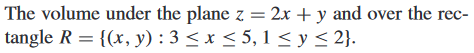 The volume under the plane z = 2x + y and over the rec-
tangle R = {(x, y) : 3 ≤ x ≤ 5, 1 ≤ y ≤ 2}.